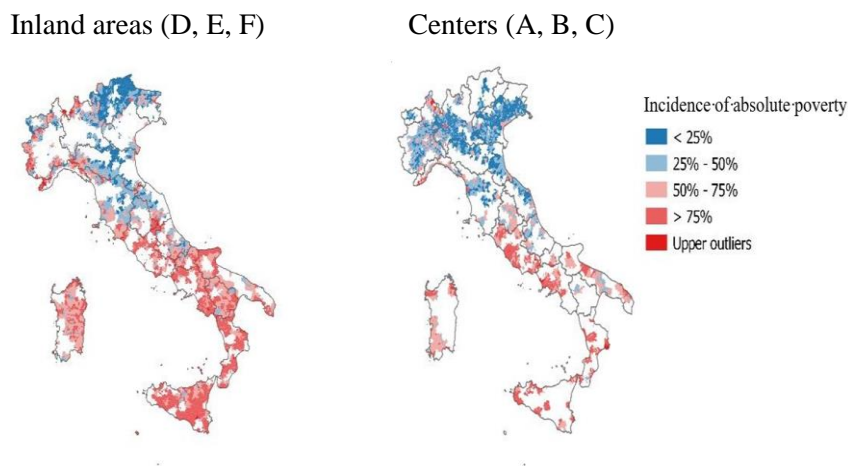 Inland areas (D, E, F)
Centers (A, B, C)
Incidence·of·absolute·poverty
< 25%
25% - 50%
50% - 75%
> 75%
Upper outliers